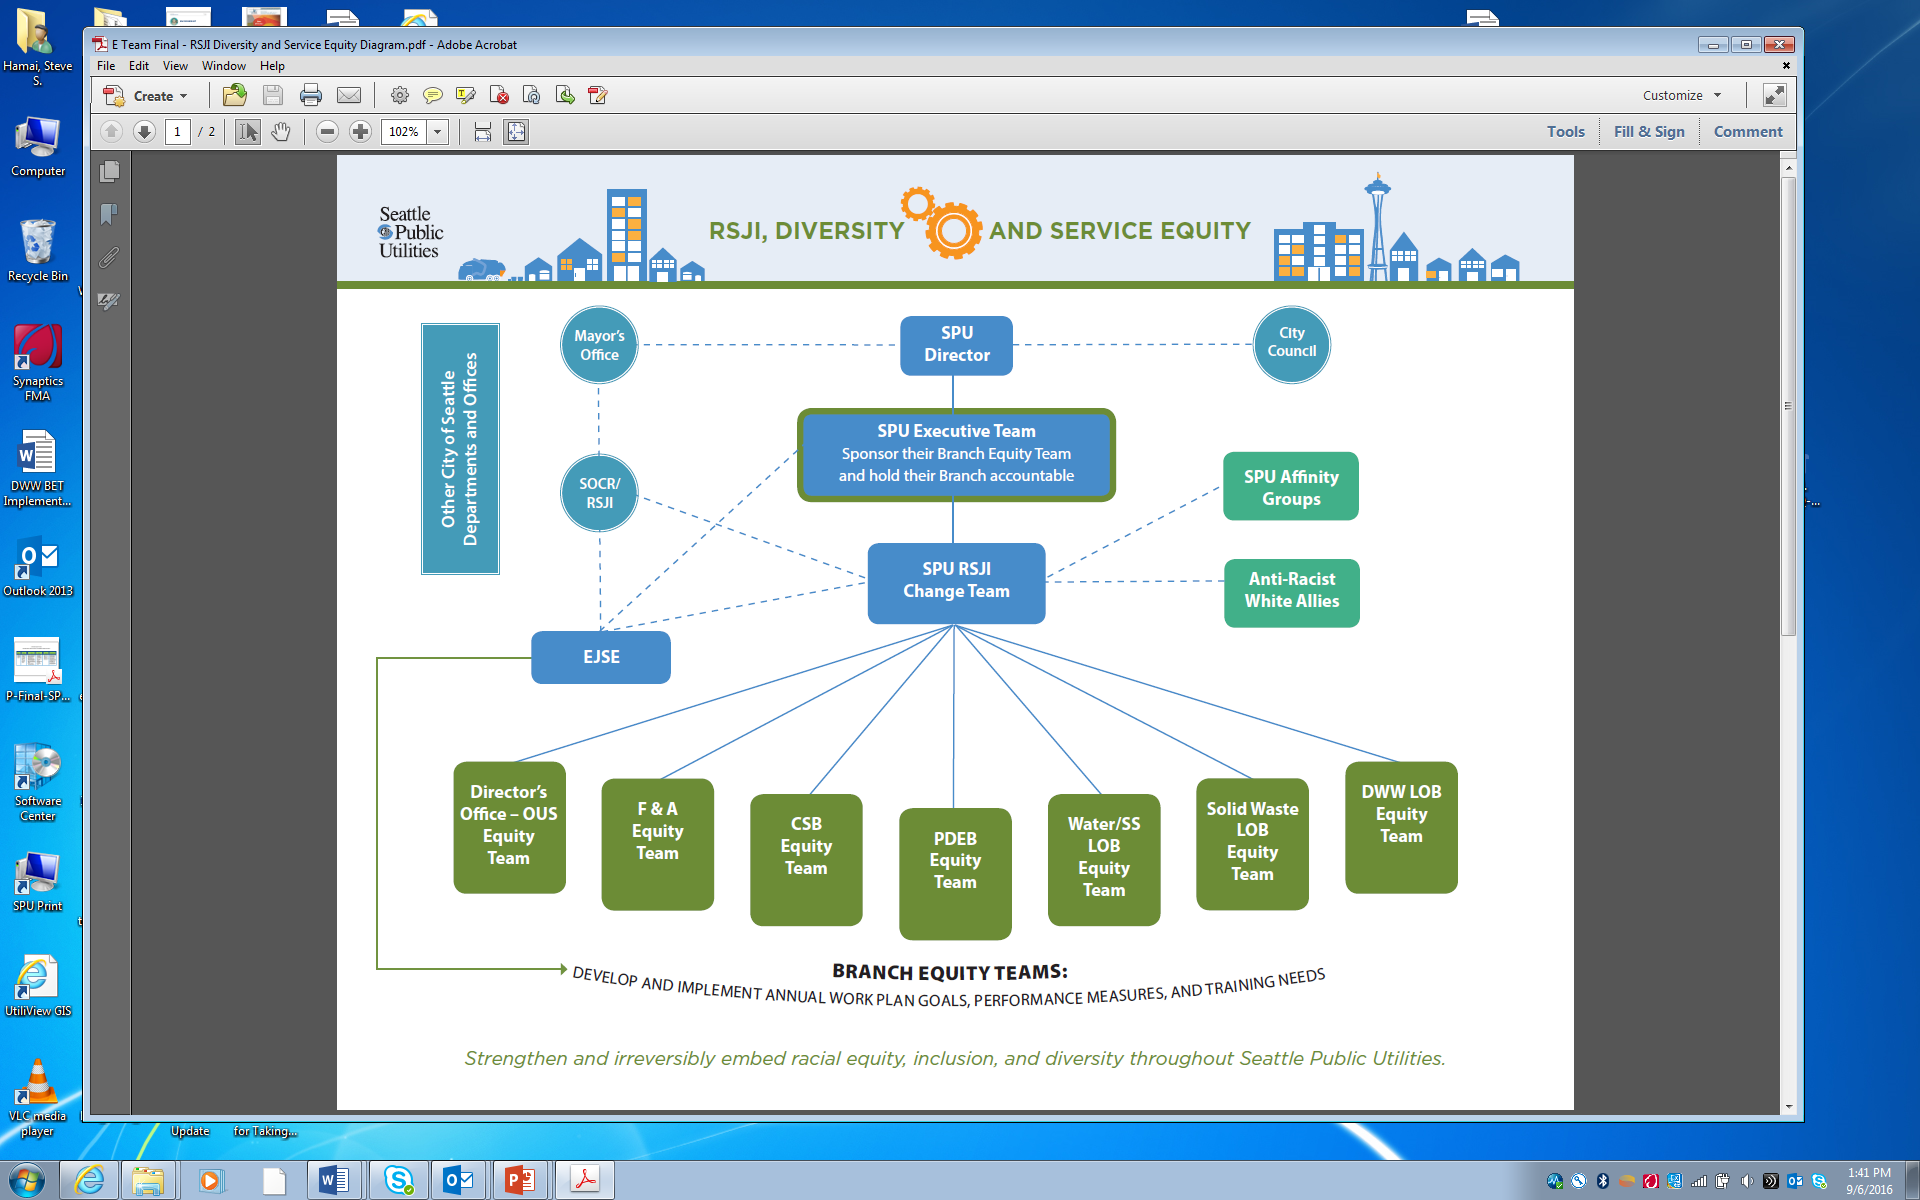 E Team Final - RSJI Diversity and Service Equity Diagram.pdf - Adobe Acrobat
File Edit View Window Help
Create
Customize
1 / 2
102%
Tools
Fill & Sign
Comment
Hamai, Steve
S.
Computer
Recycle Bin
Synaptics
FMA
DWW BET
Implement...
Outlook 2013
P-Final-SP...
Software
Center
SPU Print
UtiliView GIS
VLC media
player
Update
for Taking...
Seattle
Public
Utilities
RSJI, DIVERSITY AND SERVICE EQUITY
Other City of Seattle
Departments and Offices
Mayor's
Office
SPU
Director
City
Council
SPU Executive Team
Sponsor their Branch Equity Team
and hold their Branch accountable
SOCR/
RSJI
SPU Affinity
Groups
SPU RSJI
Change Team
Anti-Racist
White Allies
EJSE
Director's
Office – OUS
Equity
Team
F & A
Equity
Team
CSB
Equity
Team
PDEB
Equity
Team
Water/SS
LOB
Equity
Team
Solid Waste
LOB
Equity
Team
DWW LOB
Equity
Team
BRANCH EQUITY TEAMS:
DEVELOP AND IMPLEMENT ANNUAL WORK PLAN GOALS, PERFORMANCE MEASURES, AND TRAINING NEEDS
Strengthen and irreversibly embed racial equity, inclusion, and diversity throughout Seattle Public Utilities.
1:41 PM
9/6/2016